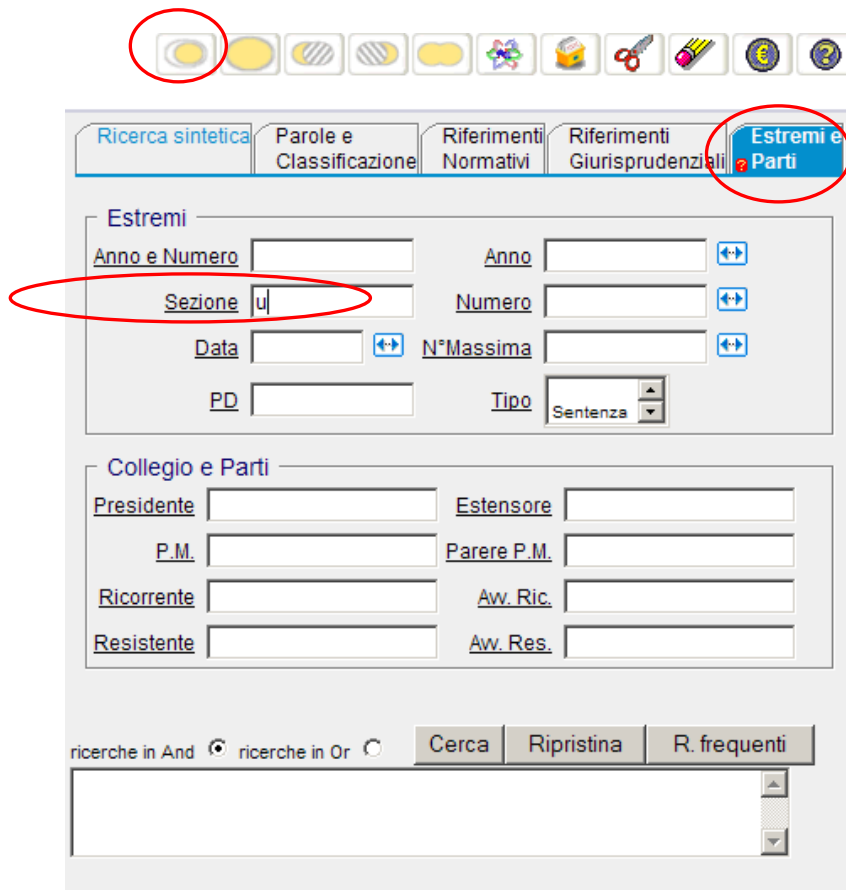 € ?
Ricerca sintetica Parole e Riferimenti Riferimenti Estremi e
Classificazione Normativi Giurisprudenziali ? Parti
Estremi
Anno e Numero Anno
Sezione u Numero
Data N°Massima
PD Tipo Sentenza
Collegio e Parti
Presidente Estensore
P.M. Parere P.M.
Ricorrente Avv. Ric.
Resistente Avv. Res.
ricerche in And ricerche in Or Cerca Ripristina R. frequenti